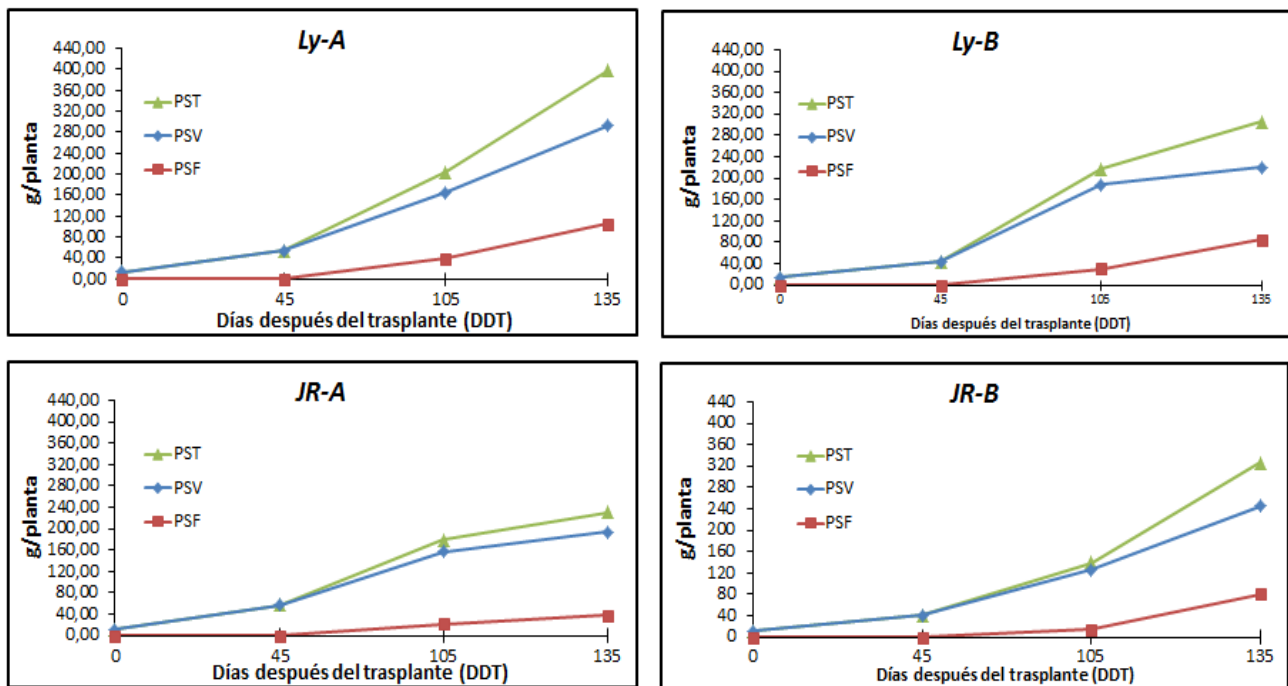 Ly-A
440,00
400,00
360,00
320,00
280,00
240,00
200,00
160,00
120,00
80,00
40,00
0,00
g/planta
PST
PSV
PSF
0 45 105 135
Días después del trasplante (DDT)
Ly-B
440,00
400,00
360,00
320,00
280,00
240,00
200,00
160,00
120,00
80,00
40,00
0,00
g/planta
PST
PSV
PSF
0 45 105 135
Días después del trasplante (DDT)
JR-A
440,00
400,00
360,00
320,00
280,00
240,00
200,00
160,00
120,00
80,00
40,00
0,00
g/planta
PST
PSV
PSF
0 45 105 135
Días después del trasplante (DDT)
JR-B
440
400
360
320
280
240
200
160
120
80
40
0
g/planta
PST
PSV
PSF
0 45 105 135
Días después del trasplante (DDT)